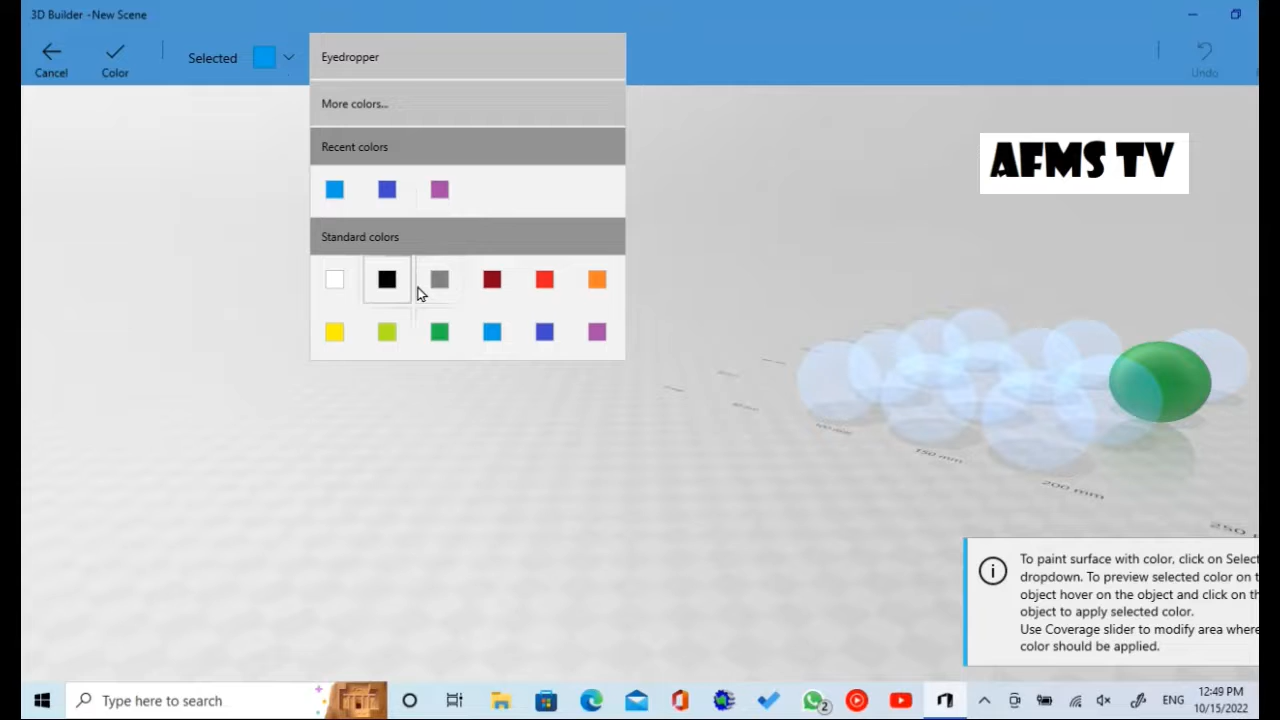 3D Builder -New Scene
Cancel
Color
Selected
Eyedropper
More colors...
Recent colors
Standard colors
Undo
AFMS TV
150 mm
200 mm
250
To paint surface with color, click on Select
dropdown. To preview selected color on t
object hover on the object and click on th
object to apply selected color.
Use Coverage slider to modify area where
color should be applied.
Type here to search
2
ENG
12:49 PM
10/15/2022